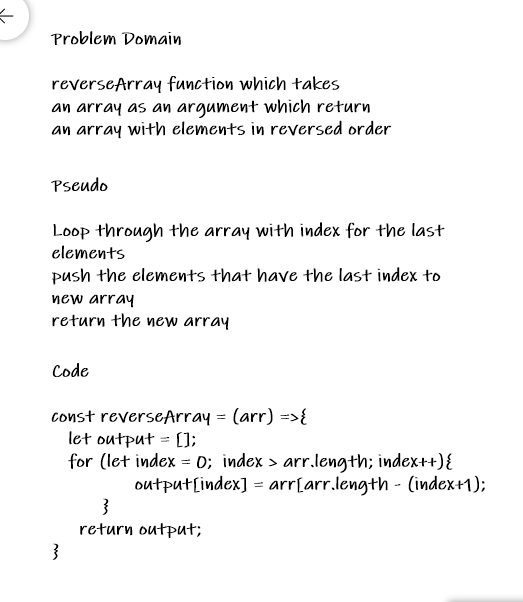 Problem Domain
reverseArray function which takes
an array as an argument which return
an array with elements in reversed order
Pseudo
Loop through the array with index for the last
elements
push the elements that have the last index to
new array
return the new array
Code
const reverseArray = (arr) =>{
let output = [];
for (let index = 0; index > arr.length; index++){
output[index] = arr[arr.length - (index+1);
}
return output;
}